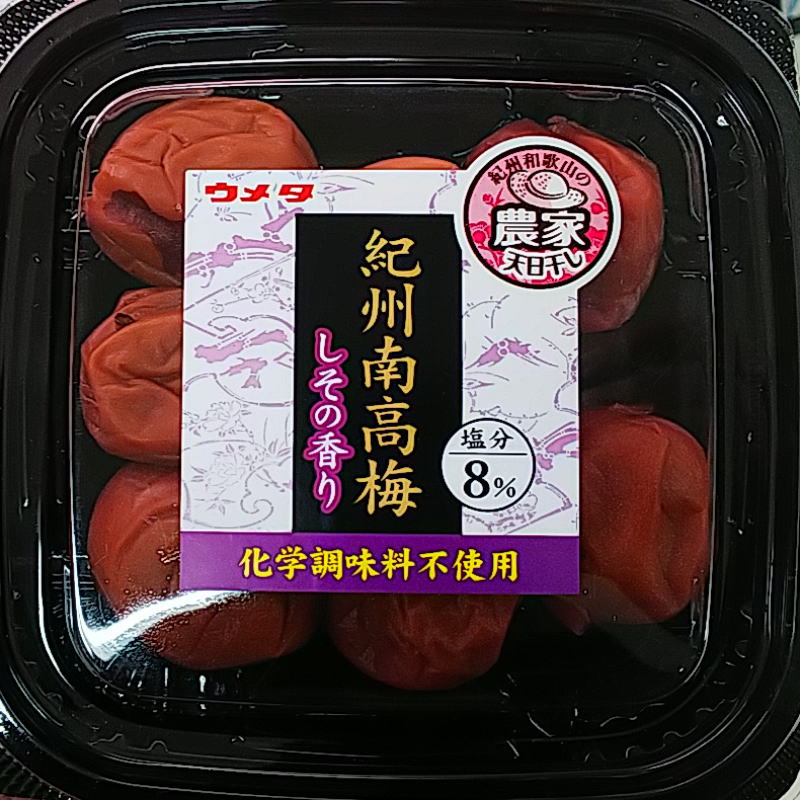 ウメタ
紀州和歌山の
農家
天日干し
紀州南高梅
しその香り
塩分
8%
化学調味料不使用